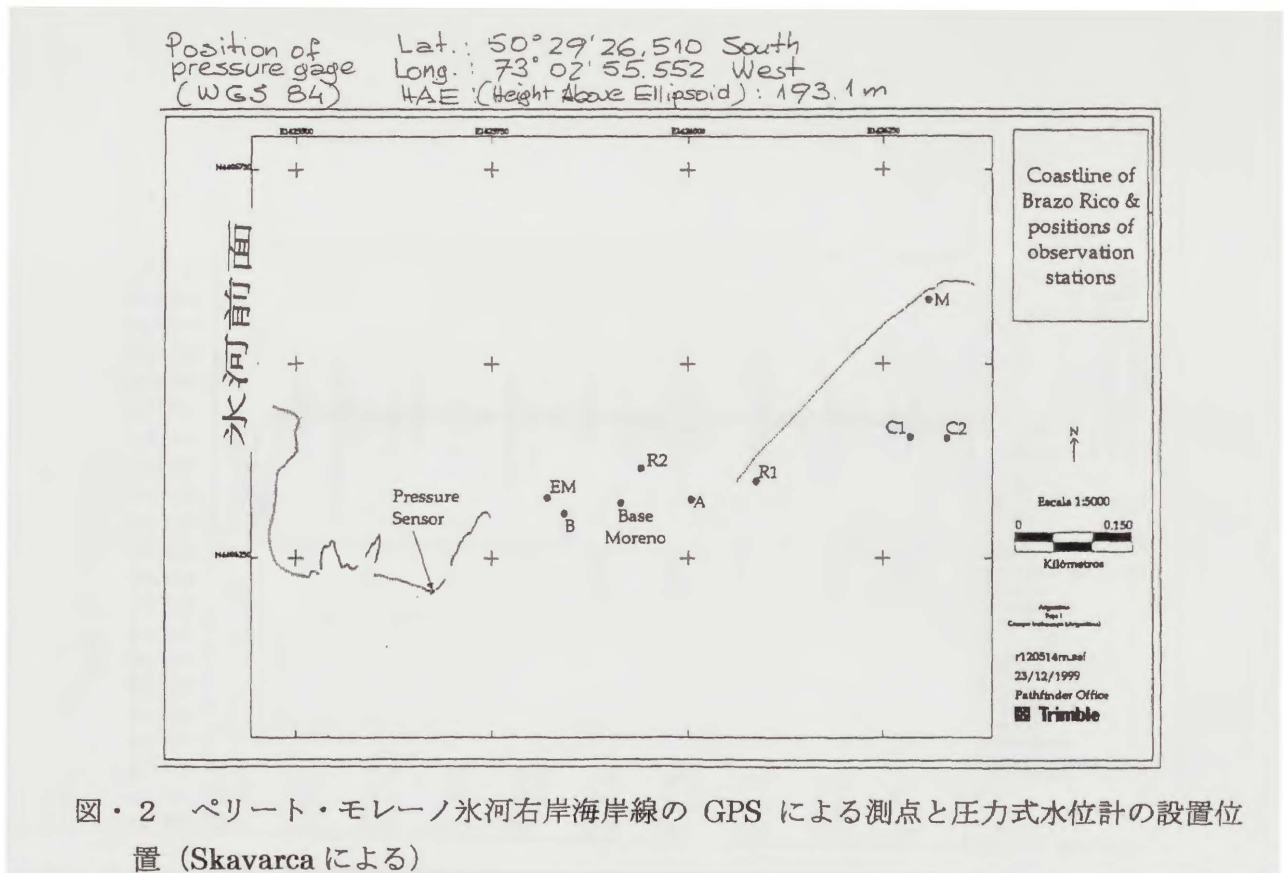 Position of
pressure gage
(WGS 84)
Lat.: 50° 29' 26.510 South
Long.: 73° 02' 55.552 West
HAE :(Height Above Ellipsoid) : 193.1 m
氷河前面
Coastline of
Brazo Rico &
positions of
observation
stations
M
C1
C2
R2
R1
EM
A
B
Base
Moreno
Pressure
Sensor
N
Escala 1:5000
0
0.150
Kilómetros
23/12/1999
Pathfinder Office
Trimble
図・2 ペリート・モレーノ氷河右岸海岸線の GPS による測点と圧力式水位計の設置位
置 (Skavarca による)